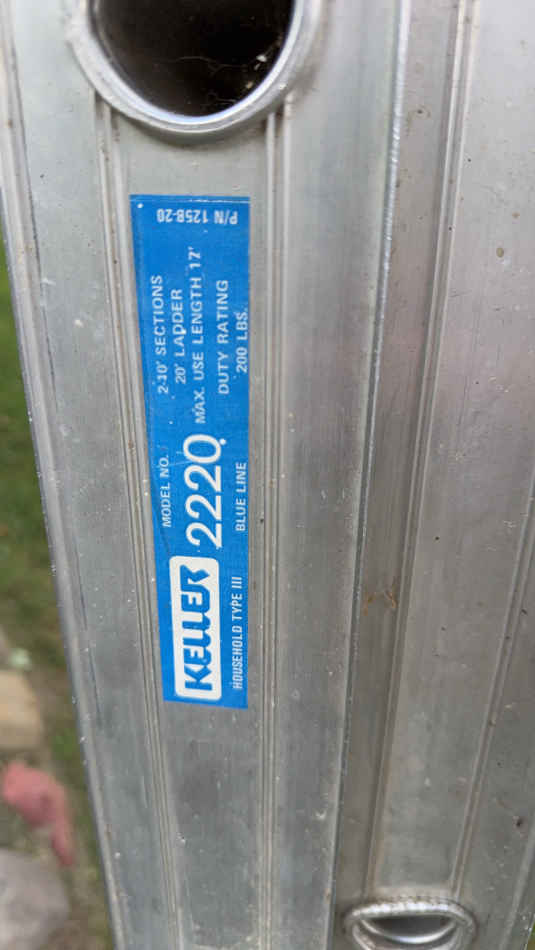 KELLER
HOUSEHOLD TYPE III
MODEL NO.
2220
BLUE LINE
2-10' SECTIONS
20' LADDER
MAX. USE LENGTH 17'
DUTY RATING
200 LBS.
P/N 1258-20